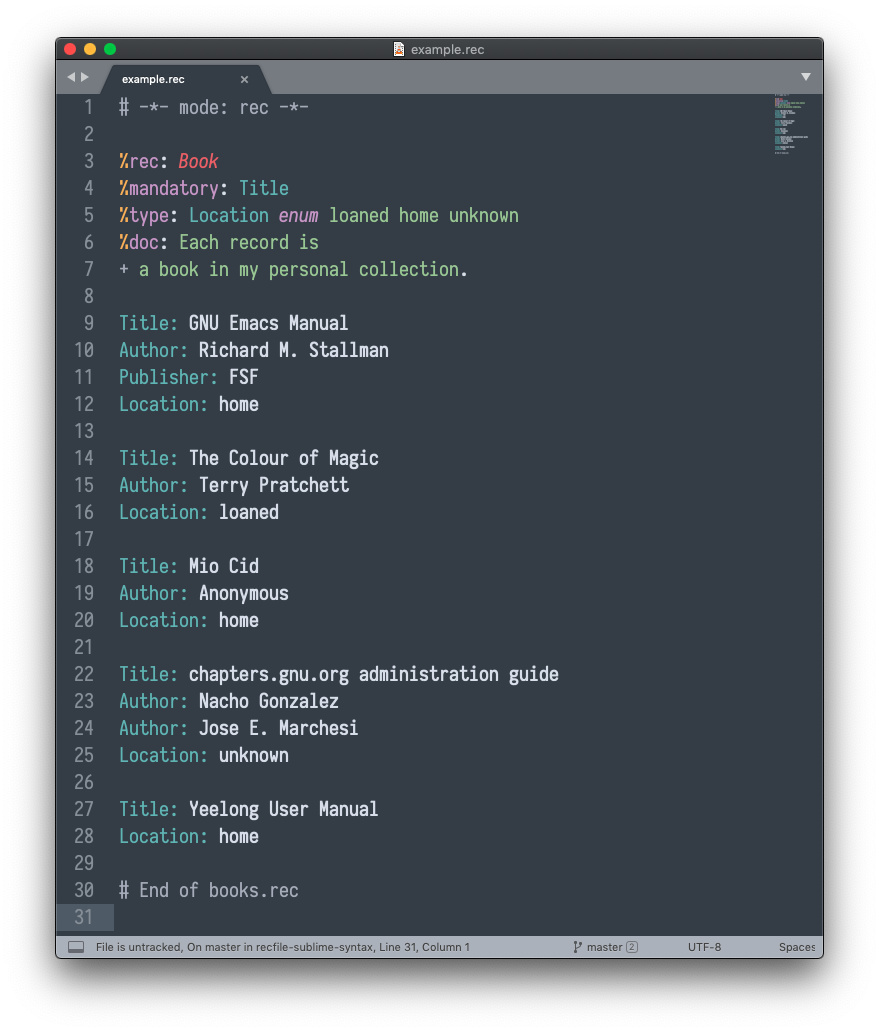 example.rec
example.rec ×
1 # -*- mode: rec -*-
2
3 %rec: Book
4 %mandatory: Title
5 %type: Location enum loaned home unknown
6 %doc: Each record is
7 + a book in my personal collection.
8
9 Title: GNU Emacs Manual
10 Author: Richard M. Stallman
11 Publisher: FSF
12 Location: home
13
14 Title: The Colour of Magic
15 Author: Terry Pratchett
16 Location: loaned
17
18 Title: Mio Cid
19 Author: Anonymous
20 Location: home
21
22 Title: chapters.gnu.org administration guide
23 Author: Nacho Gonzalez
24 Author: Jose E. Marchesi
25 Location: unknown
26
27 Title: Yeelong User Manual
28 Location: home
29
30 # End of books.rec
31
File is untracked, On master in recfile-sublime-syntax, Line 31, Column 1 master 2 UTF-8 Spaces